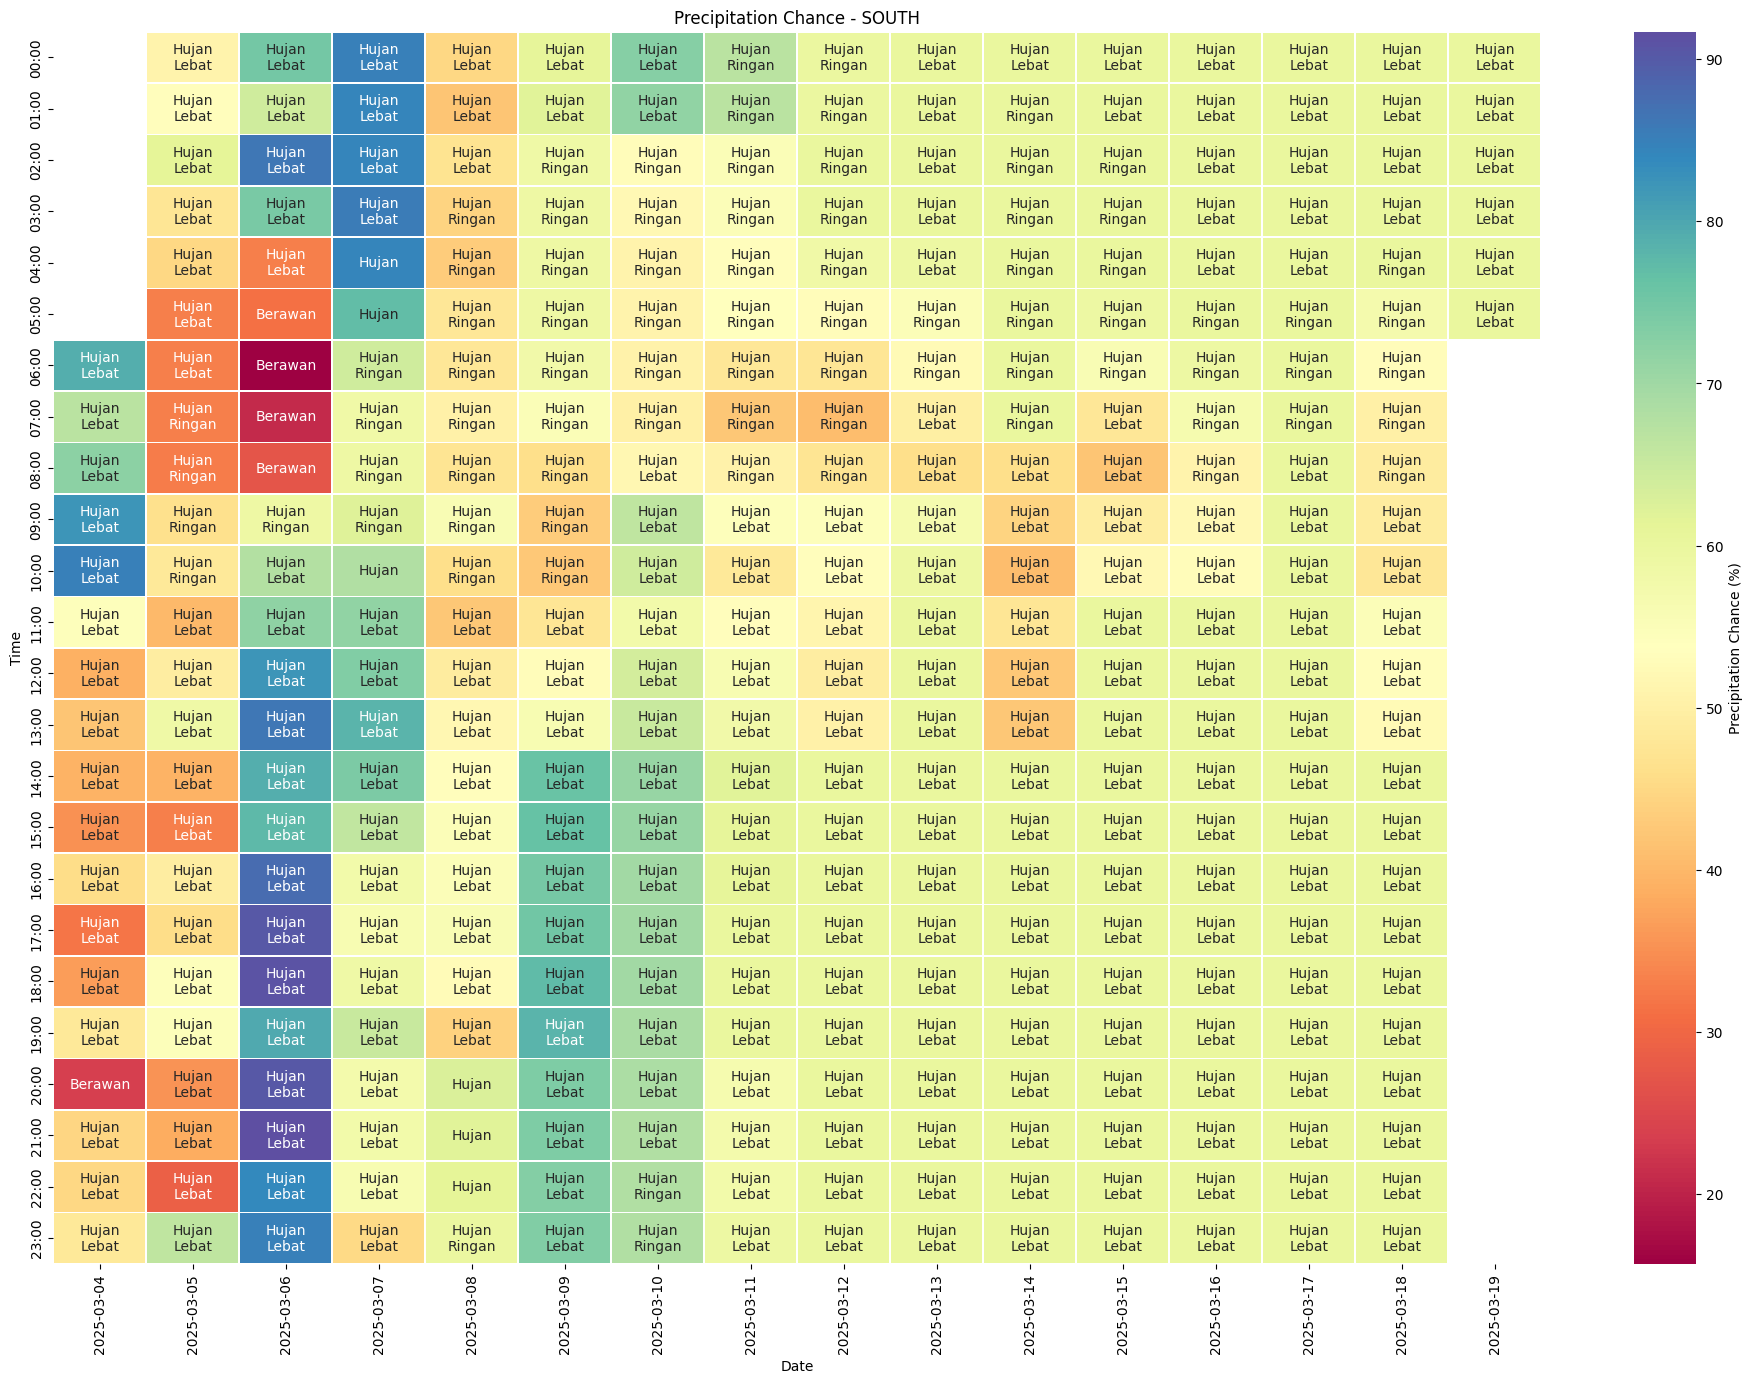 Precipitation Chance - SOUTH
00:00 Hujan Lebat Hujan Lebat Hujan Lebat Hujan Lebat Hujan Lebat Hujan Lebat Hujan Ringan Hujan Ringan Hujan Lebat Hujan Lebat Hujan Lebat Hujan Lebat Hujan Lebat Hujan Lebat Hujan Lebat
01:00 Hujan Lebat Hujan Lebat Hujan Lebat Hujan Lebat Hujan Lebat Hujan Lebat Hujan Ringan Hujan Ringan Hujan Lebat Hujan Ringan Hujan Lebat Hujan Lebat Hujan Lebat Hujan Lebat Hujan Lebat
02:00 Hujan Lebat Hujan Lebat Hujan Lebat Hujan Lebat Hujan Ringan Hujan Ringan Hujan Ringan Hujan Ringan Hujan Lebat Hujan Ringan Hujan Ringan Hujan Lebat Hujan Lebat Hujan Lebat Hujan Lebat
03:00 Hujan Lebat Hujan Lebat Hujan Lebat Hujan Ringan Hujan Ringan Hujan Ringan Hujan Ringan Hujan Ringan Hujan Lebat Hujan Ringan Hujan Ringan Hujan Lebat Hujan Lebat Hujan Lebat Hujan Lebat
04:00 Hujan Lebat Hujan Lebat Hujan Hujan Ringan Hujan Ringan Hujan Ringan Hujan Ringan Hujan Ringan Hujan Lebat Hujan Ringan Hujan Ringan Hujan Lebat Hujan Lebat Hujan Ringan Hujan Lebat
05:00 Hujan Lebat Berawan Hujan Hujan Ringan Hujan Ringan Hujan Ringan Hujan Ringan Hujan Ringan Hujan Ringan Hujan Ringan Hujan Ringan Hujan Ringan Hujan Ringan Hujan Ringan Hujan Lebat
06:00 Hujan Lebat Hujan Lebat Berawan Hujan Ringan Hujan Ringan Hujan Ringan Hujan Ringan Hujan Ringan Hujan Ringan Hujan Ringan Hujan Ringan Hujan Ringan Hujan Ringan Hujan Ringan Hujan Ringan
07:00 Hujan Lebat Hujan Ringan Berawan Hujan Ringan Hujan Ringan Hujan Ringan Hujan Ringan Hujan Ringan Hujan Ringan Hujan Lebat Hujan Ringan Hujan Lebat Hujan Ringan Hujan Ringan Hujan Ringan
08:00 Hujan Lebat Hujan Ringan Berawan Hujan Ringan Hujan Ringan Hujan Ringan Hujan Lebat Hujan Ringan Hujan Ringan Hujan Lebat Hujan Lebat Hujan Lebat Hujan Ringan Hujan Lebat Hujan Ringan
09:00 Hujan Lebat Hujan Ringan Hujan Ringan Hujan Ringan Hujan Ringan Hujan Ringan Hujan Lebat Hujan Lebat Hujan Lebat Hujan Lebat Hujan Lebat Hujan Lebat Hujan Lebat Hujan Lebat Hujan Lebat
10:00 Hujan Lebat Hujan Ringan Hujan Lebat Hujan Hujan Ringan Hujan Ringan Hujan Lebat Hujan Lebat Hujan Lebat Hujan Lebat Hujan Lebat Hujan Lebat Hujan Lebat Hujan Lebat Hujan Lebat
11:00 Hujan Lebat Hujan Lebat Hujan Lebat Hujan Lebat Hujan Lebat Hujan Lebat Hujan Lebat Hujan Lebat Hujan Lebat Hujan Lebat Hujan Lebat Hujan Lebat Hujan Lebat Hujan Lebat Hujan Lebat
12:00 Hujan Lebat Hujan Lebat Hujan Lebat Hujan Lebat Hujan Lebat Hujan Lebat Hujan Lebat Hujan Lebat Hujan Lebat Hujan Lebat Hujan Lebat Hujan Lebat Hujan Lebat Hujan Lebat Hujan Lebat
13:00 Hujan Lebat Hujan Lebat Hujan Lebat Hujan Lebat Hujan Lebat Hujan Lebat Hujan Lebat Hujan Lebat Hujan Lebat Hujan Lebat Hujan Lebat Hujan Lebat Hujan Lebat Hujan Lebat Hujan Lebat
14:00 Hujan Lebat Hujan Lebat Hujan Lebat Hujan Lebat Hujan Lebat Hujan Lebat Hujan Lebat Hujan Lebat Hujan Lebat Hujan Lebat Hujan Lebat Hujan Lebat Hujan Lebat Hujan Lebat Hujan Lebat
15:00 Hujan Lebat Hujan Lebat Hujan Lebat Hujan Lebat Hujan Lebat Hujan Lebat Hujan Lebat Hujan Lebat Hujan Lebat Hujan Lebat Hujan Lebat Hujan Lebat Hujan Lebat Hujan Lebat Hujan Lebat
16:00 Hujan Lebat Hujan Lebat Hujan Lebat Hujan Lebat Hujan Lebat Hujan Lebat Hujan Lebat Hujan Lebat Hujan Lebat Hujan Lebat Hujan Lebat Hujan Lebat Hujan Lebat Hujan Lebat Hujan Lebat
17:00 Hujan Lebat Hujan Lebat Hujan Lebat Hujan Lebat Hujan Lebat Hujan Lebat Hujan Lebat Hujan Lebat Hujan Lebat Hujan Lebat Hujan Lebat Hujan Lebat Hujan Lebat Hujan Lebat Hujan Lebat
18:00 Hujan Lebat Hujan Lebat Hujan Lebat Hujan Lebat Hujan Lebat Hujan Lebat Hujan Lebat Hujan Lebat Hujan Lebat Hujan Lebat Hujan Lebat Hujan Lebat Hujan Lebat Hujan Lebat Hujan Lebat
19:00 Hujan Lebat Hujan Lebat Hujan Lebat Hujan Lebat Hujan Lebat Hujan Lebat Hujan Lebat Hujan Lebat Hujan Lebat Hujan Lebat Hujan Lebat Hujan Lebat Hujan Lebat Hujan Lebat Hujan Lebat
20:00 Berawan Hujan Lebat Hujan Lebat Hujan Lebat Hujan Hujan Lebat Hujan Lebat Hujan Lebat Hujan Lebat Hujan Lebat Hujan Lebat Hujan Lebat Hujan Lebat Hujan Lebat Hujan Lebat
21:00 Hujan Lebat Hujan Lebat Hujan Lebat Hujan Lebat Hujan Hujan Lebat Hujan Lebat Hujan Lebat Hujan Lebat Hujan Lebat Hujan Lebat Hujan Lebat Hujan Lebat Hujan Lebat Hujan Lebat
22:00 Hujan Lebat Hujan Lebat Hujan Lebat Hujan Lebat Hujan Hujan Lebat Hujan Ringan Hujan Lebat Hujan Lebat Hujan Lebat Hujan Lebat Hujan Lebat Hujan Lebat Hujan Lebat Hujan Lebat
23:00 Hujan Lebat Hujan Lebat Hujan Lebat Hujan Lebat Hujan Ringan Hujan Lebat Hujan Ringan Hujan Lebat Hujan Lebat Hujan Lebat Hujan Lebat Hujan Lebat Hujan Lebat Hujan Lebat Hujan Lebat
Time
2025-03-04 2025-03-05 2025-03-06 2025-03-07 2025-03-08 2025-03-09 2025-03-10 2025-03-11 2025-03-12 2025-03-13 2025-03-14 2025-03-15 2025-03-16 2025-03-17 2025-03-18 2025-03-19
Date
90
80
70
60
50
40
30
20
Precipitation Chance (%)